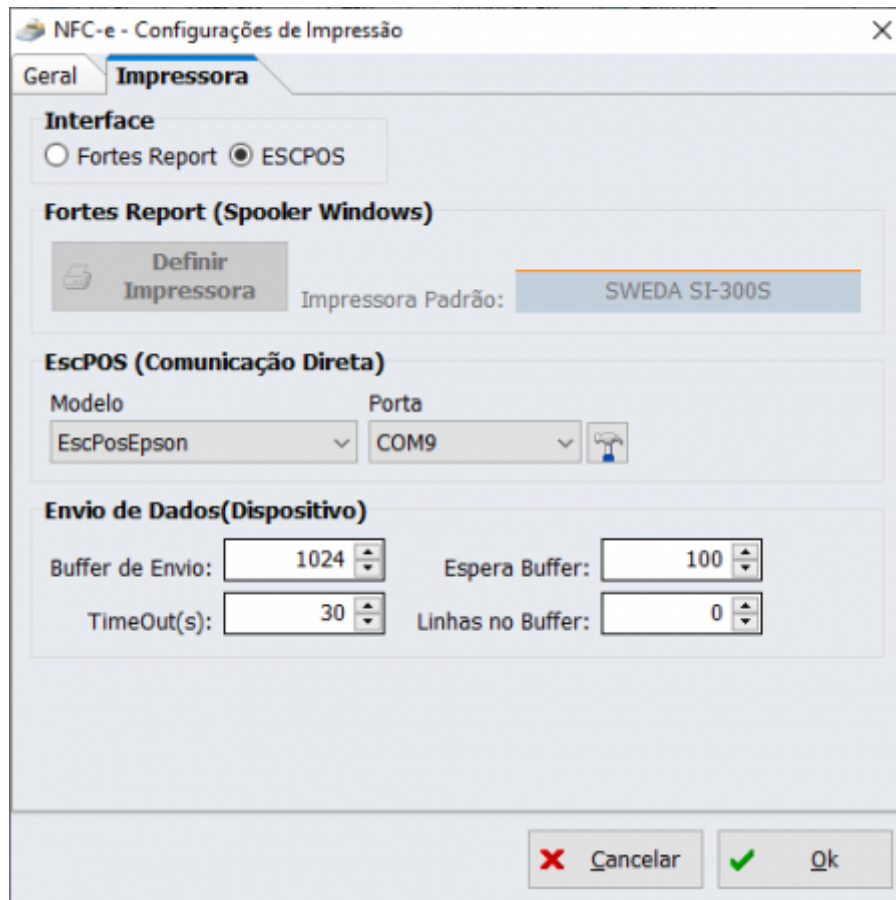 NFC-e - Configurações de Impressão
Geral
Impressora
Interface
Fortes Report
ESCPOS
Fortes Report (Spooler Windows)
Definir
Impressora
Impressora Padrão:
SWEDA SI-300S
EscPOS (Comunicação Direta)
Modelo
Porta
EscPosEpson
COM9
Envio de Dados(Dispositivo)
Buffer de Envio:
1024
Espera Buffer:
100
TimeOut(s):
30
Linhas no Buffer:
0
Cancelar
Ok